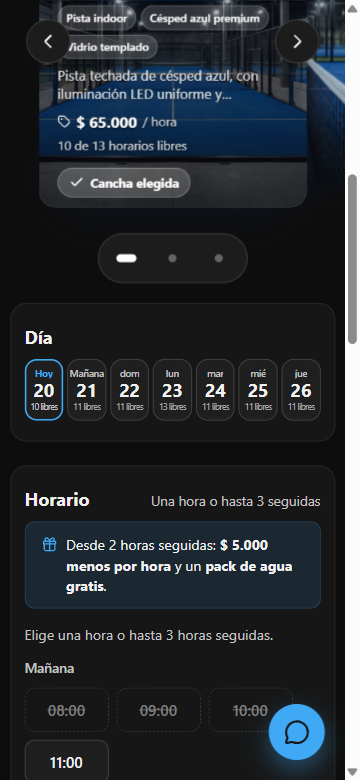 Pista indoor
Césped azul premium
Vidrio templado
Pista techada de césped azul, con
iluminación LED uniforme y...
$ 65.000 / hora
10 de 13 horarios libres
Cancha elegida
Día
Hoy
20
10 libres
Mañana
21
11 libres
dom
22
11 libres
lun
23
13 libres
mar
24
11 libres
mié
25
11 libres
jue
26
11 libres
Horario
Una hora o hasta 3 seguidas
Desde 2 horas seguidas: $ 5.000
menos por hora y un pack de agua
gratis.
Elige una hora o hasta 3 horas seguidas.
Mañana
08:00
09:00
10:00
11:00